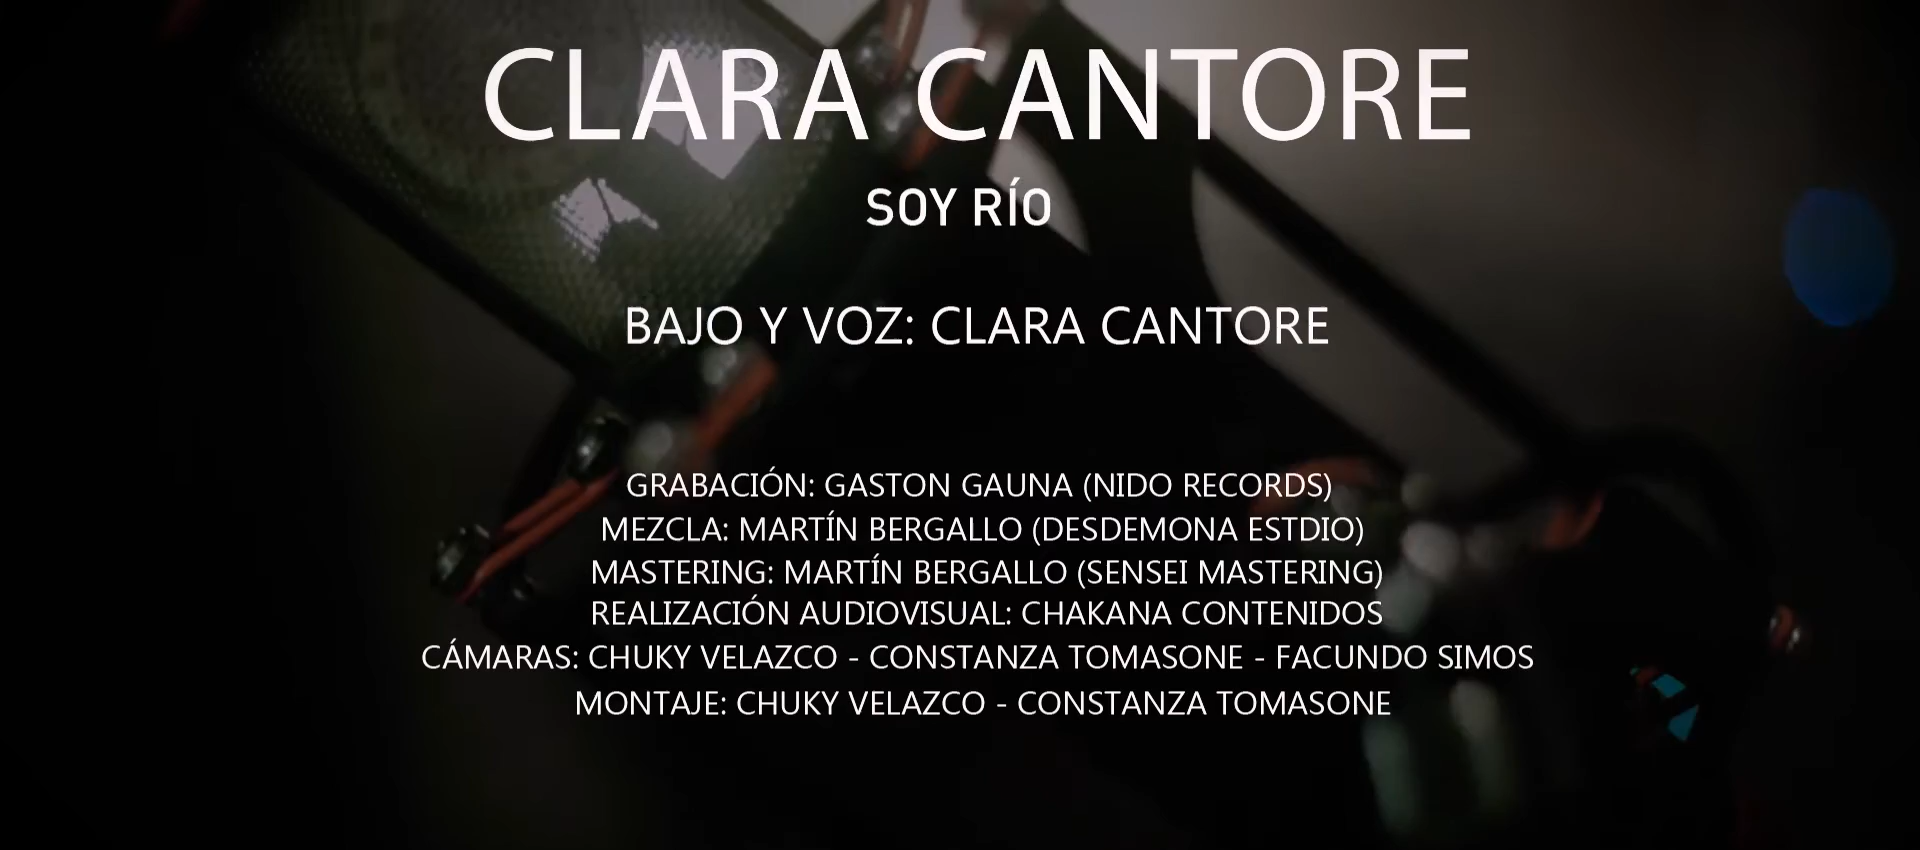 CLARA CANTORE
SOY RÍO
BAJO Y VOZ: CLARA CANTORE
GRABACIÓN: GASTON GAUNA (NIDO RECORDS)
MEZCLA: MARTÍN BERGALLO (DESDEMONA ESTDIO)
MASTERING: MARTÍN BERGALLO (SENSEI MASTERING)
REALIZACIÓN AUDIOVISUAL: CHAKANA CONTENIDOS
CÁMARAS: CHUKY VELAZCO - CONSTANZA TOMASONE - FACUNDO SIMOS
MONTAJE: CHUKY VELAZCO - CONSTANZA TOMASONE